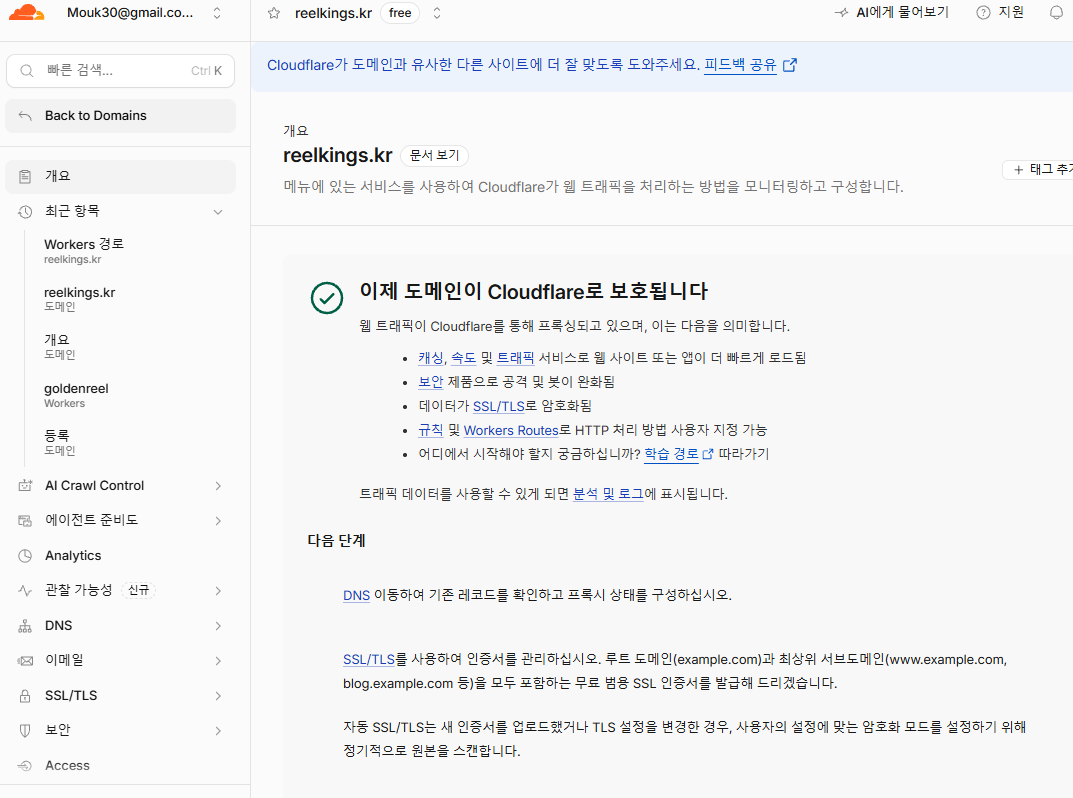 Mouk30@gmail.co...
reelkings.kr free
AI에게 물어보기
지원
빠른 검색... Ctrl K
Back to Domains
개요
최근 항목
Workers 경로
reelkings.kr
reelkings.kr
도메인
개요
도메인
goldenreel
Workers
등록
도메인
AI Crawl Control
에이전트 준비도
Analytics
관찰 가능성 신규
DNS
이메일
SSL/TLS
보안
Access
Cloudflare가 도메인과 유사한 다른 사이트에 더 잘 맞도록 도와주세요. 피드백 공유
개요
reelkings.kr 문서 보기
메뉴에 있는 서비스를 사용하여 Cloudflare가 웹 트래픽을 처리하는 방법을 모니터링하고 구성합니다.
+ 태그 추가
이제 도메인이 Cloudflare로 보호됩니다
웹 트래픽이 Cloudflare를 통해 프록싱되고 있으며, 이는 다음을 의미합니다.
• 캐싱, 속도 및 트래픽 서비스로 웹 사이트 또는 앱이 더 빠르게 로드됨
• 보안 제품으로 공격 및 봇이 완화됨
• 데이터가 SSL/TLS로 암호화됨
• 규칙 및 Workers Routes로 HTTP 처리 방법 사용자 지정 가능
• 어디에서 시작해야 할지 궁금하십니까? 학습 경로 따라가기
트래픽 데이터를 사용할 수 있게 되면 분석 및 로그에 표시됩니다.
다음 단계
DNS 이동하여 기존 레코드를 확인하고 프록시 상태를 구성하십시오.
SSL/TLS를 사용하여 인증서를 관리하십시오. 루트 도메인(example.com)과 최상위 서브도메인(www.example.com,
blog.example.com 등)을 모두 포함하는 무료 범용 SSL 인증서를 발급해 드리겠습니다.
자동 SSL/TLS는 새 인증서를 업로드했거나 TLS 설정을 변경한 경우, 사용자의 설정에 맞는 암호화 모드를 설정하기 위해
정기적으로 원본을 스캔합니다.